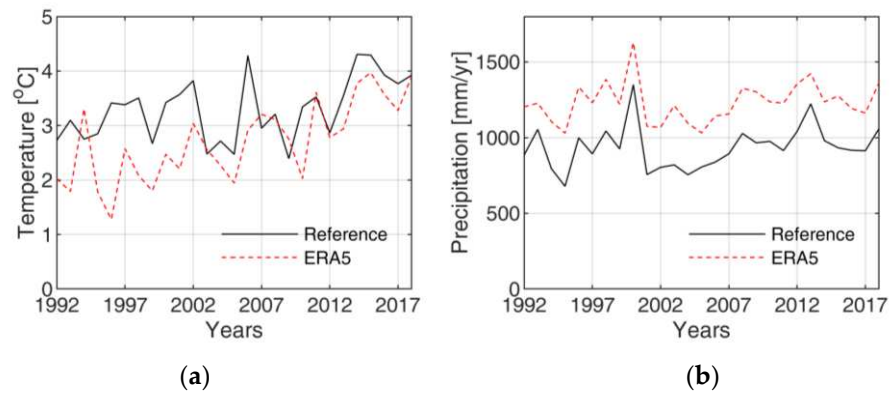 5
4
3
2
1
0
Temperature [°C]
Reference
ERA5
1992 1997 2002 2007 2012 2017
Years
(a)
1500
1000
500
0
Precipitation [mm/yr]
Reference
ERA5
1992 1997 2002 2007 2012 2017
Years
(b)